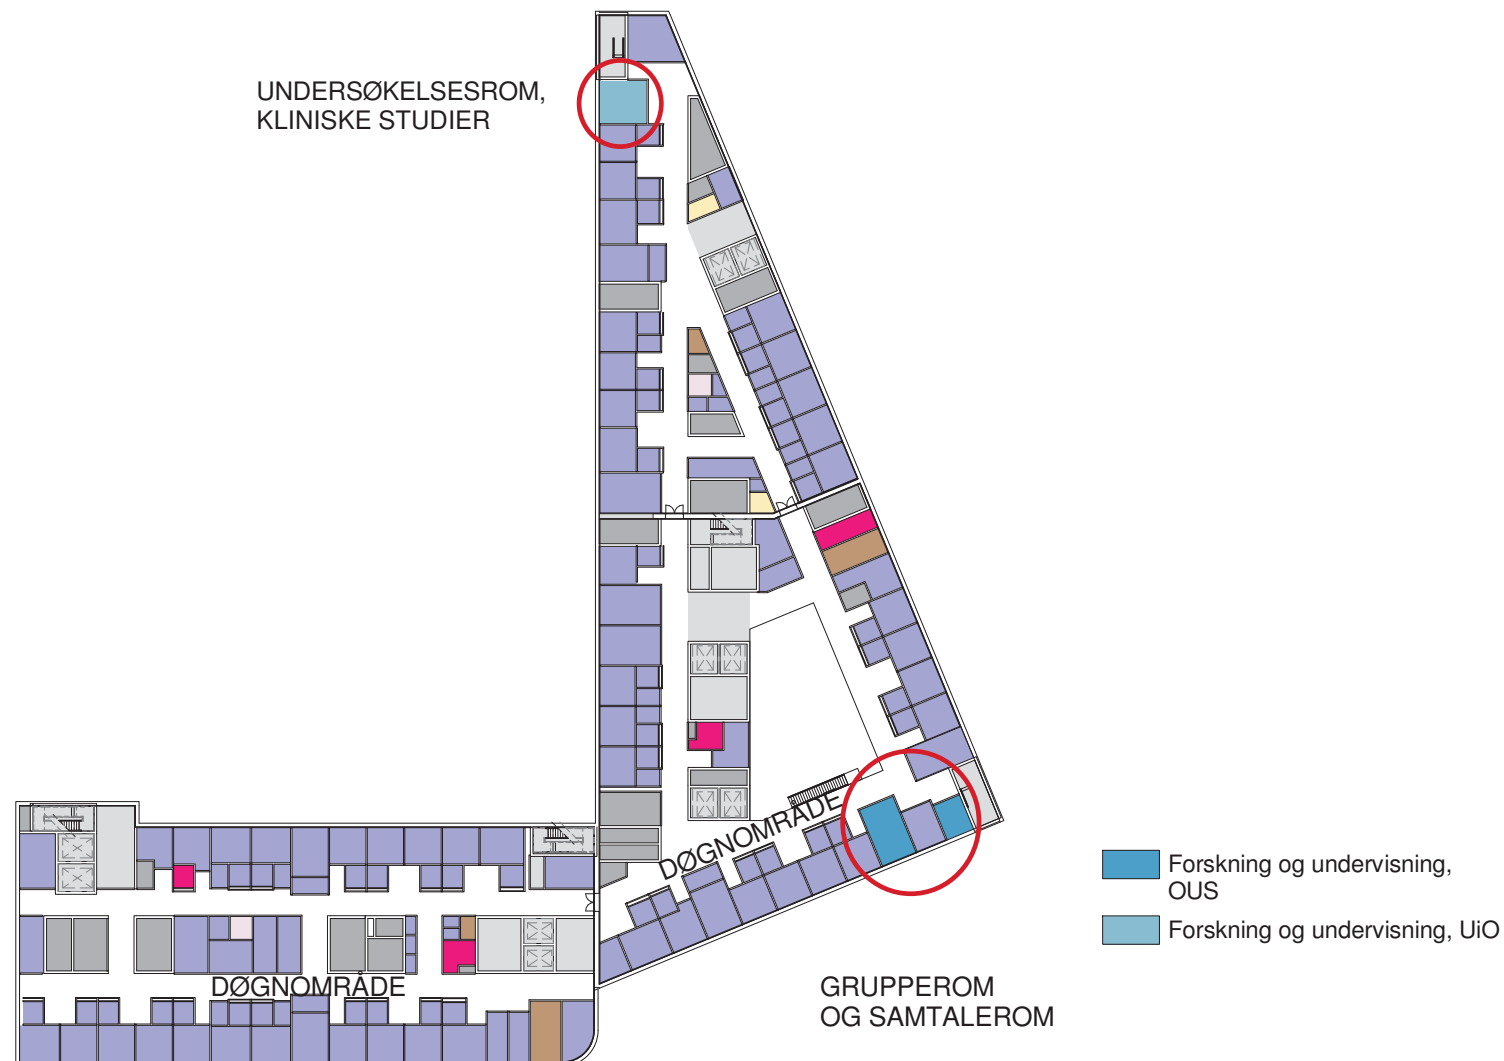 UNDERSØKELSESROM,
KLINISKE STUDIER
DØGNOMRÅDE
Forskning og undervisning,
OUS
Forskning og undervisning, UiO
DØGNOMRÅDE
GRUPPEROM
OG SAMTALEROM